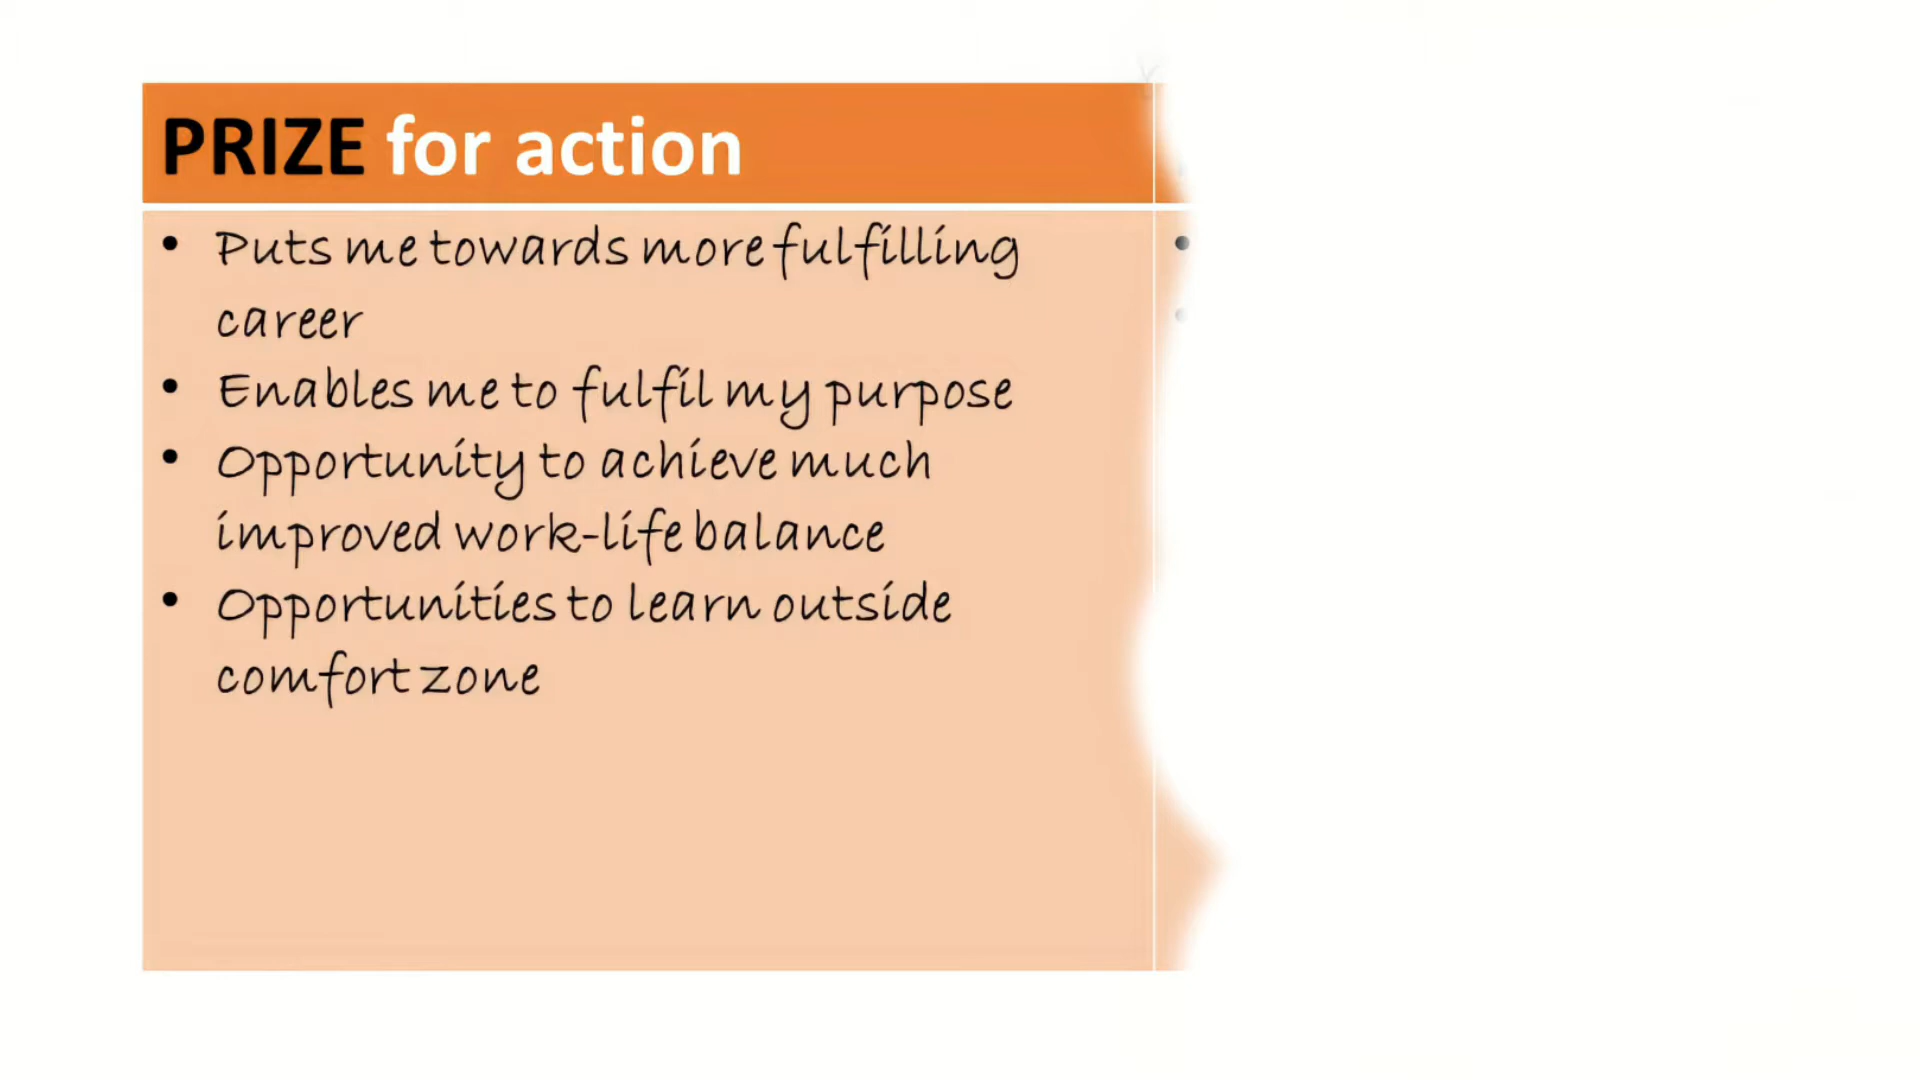 PRIZE for action
• Puts me towards more fulfilling
career
• Enables me to fulfil my purpose
• Opportunity to achieve much
improved work-life balance
• Opportunities to learn outside
comfort zone